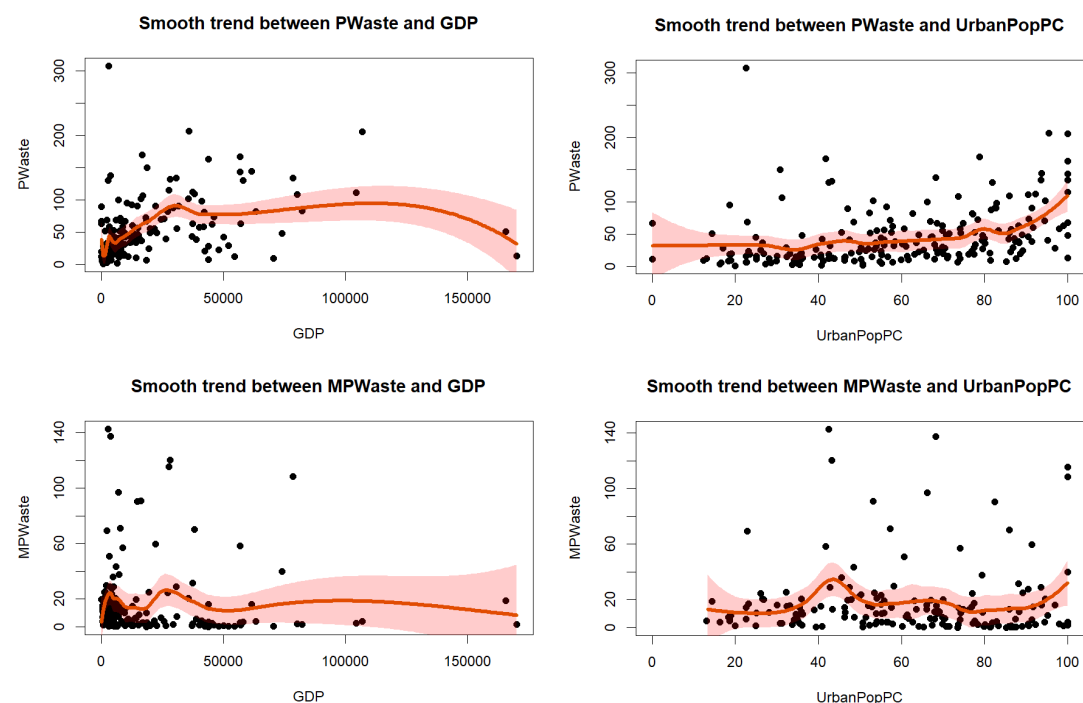 Smooth trend between PWaste and GDP
PWaste
300
200
100
50
0
0 50000 100000 150000
GDP
Smooth trend between PWaste and UrbanPopPC
PWaste
300
200
100
50
0
0 20 40 60 80 100
UrbanPopPC
Smooth trend between MPWaste and GDP
MPWaste
140
100
60
20
0
0 50000 100000 150000
GDP
Smooth trend between MPWaste and UrbanPopPC
MPWaste
140
100
60
20
0
0 20 40 60 80 100
UrbanPopPC